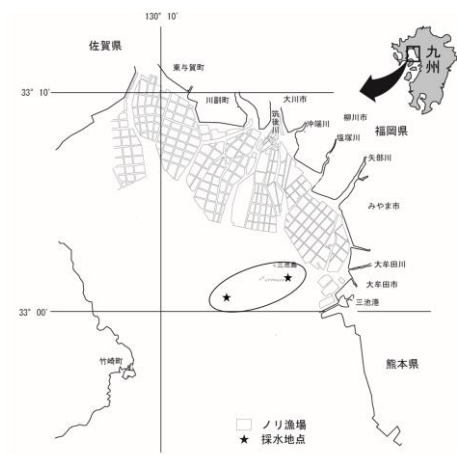 130° 10'
佐賀県
東与賀町
九州
33° 10'
川副町
大川市
筑後川
沖端川
柳川市
福岡県
塩塚川
矢部川
みやま市
三池島
大牟田川
大牟田市
33° 00'
三池港
竹崎町
熊本県
ノリ漁場
★ 採水地点